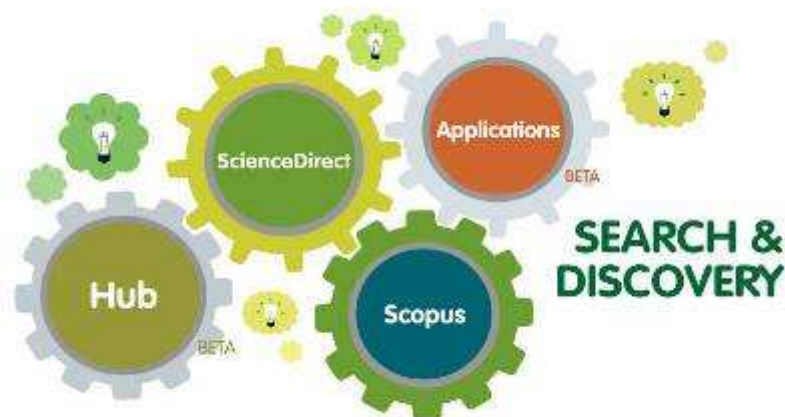 ScienceDirect
Applications
BETA
Hub
BETA
Scopus
SEARCH &
DISCOVERY